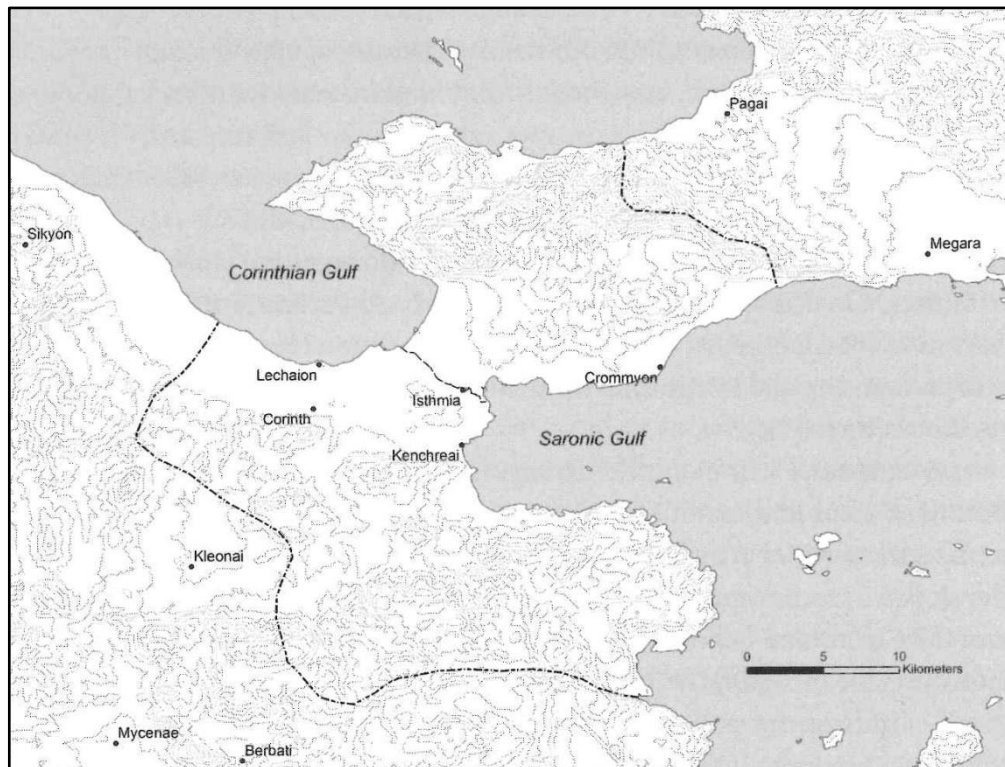 Pagai
Sikyon
Megara
Corinthian Gulf
Lechaion
Crommyon
Isthmia
Corinth
Saronic Gulf
Kenchreai
Kleonai
0 5 10
Kilometers
Mycenae
Berbati